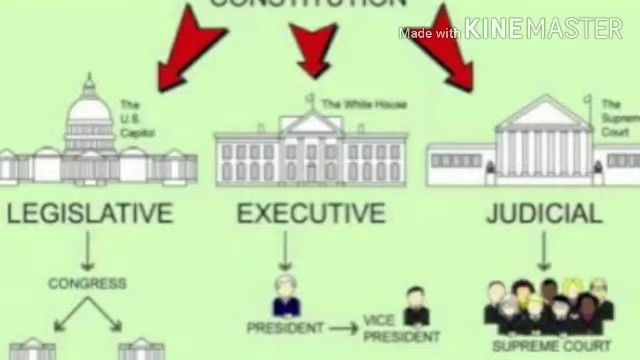 CONSTITUTION
Made with KINEMASTER
The
U.S.
Capitol
The White House
The
Supreme
Court
LEGISLATIVE
EXECUTIVE
JUDICIAL
CONGRESS
PRESIDENT
VICE
PRESIDENT
SUPREME COURT